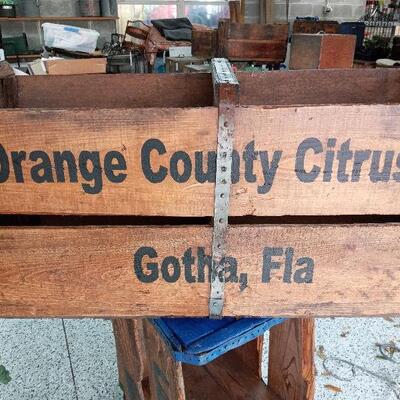 Orange County Citrus
Gotha, Fla